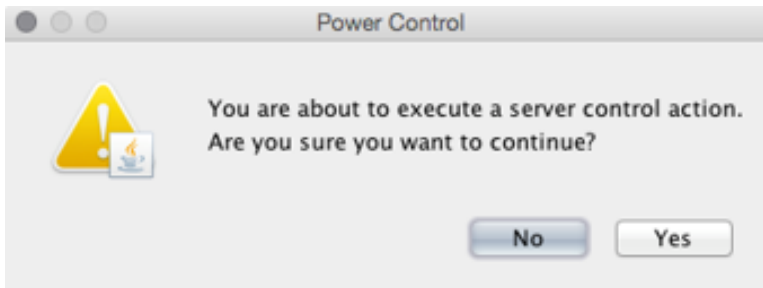 Power Control
You are about to execute a server control action.
Are you sure you want to continue?
No
Yes